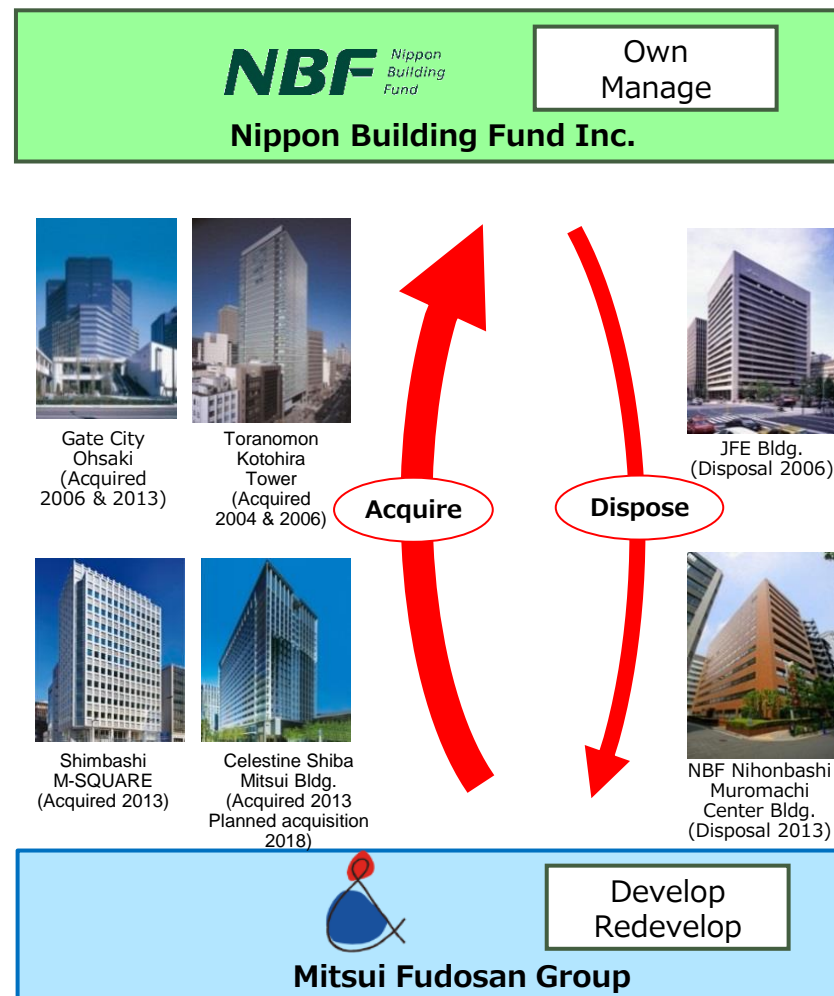 NBF
Nippon
Building
Fund
Own
Manage
Nippon Building Fund Inc.
Gate City
Ohsaki
(Acquired
2006 & 2013)
Toranomon
Kotohira
Tower
(Acquired
2004 & 2006)
JFE Bldg.
(Disposal 2006)
Acquire
Dispose
Shimbashi
M-SQUARE
(Acquired 2013)
Celestine Shiba
Mitsui Bldg.
(Acquired 2013
Planned acquisition
2018)
NBF Nihonbashi
Muromachi
Center Bldg.
(Disposal 2013)
Develop
Redevelop
Mitsui Fudosan Group